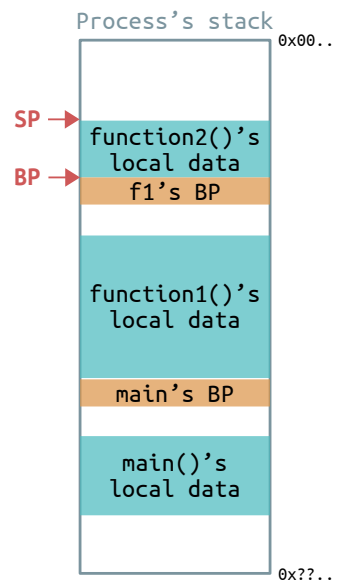 Process’s stack
0x00..
SP
function2()’s
local data
BP
f1’s BP
function1()’s
local data
main’s BP
main()’s
local data
0x??..